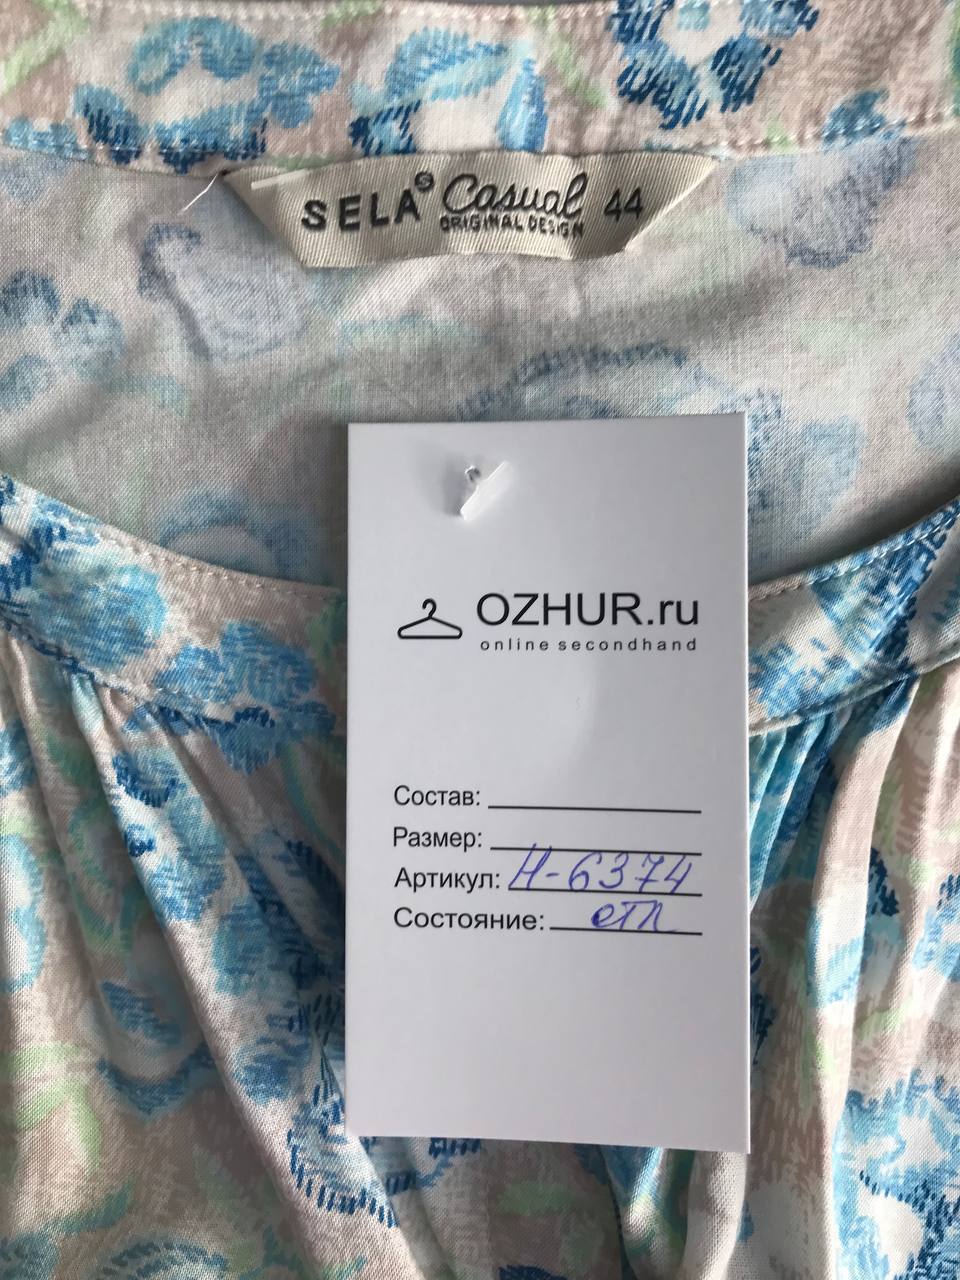 SELA S Casual 44
ORIGINAL DESIGN
OZHUR.ru
online secondhand
Состав:
Размер:
Артикул: Н-6374
Состояние: отл